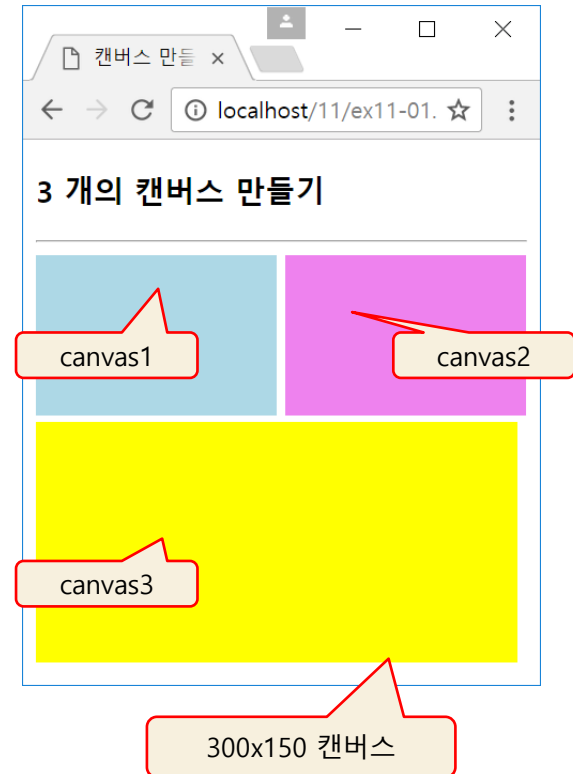 캔버스 만들
localhost/11/ex11-01.
3 개의 캔버스 만들기
canvas1
canvas2
canvas3
300x150 캔버스